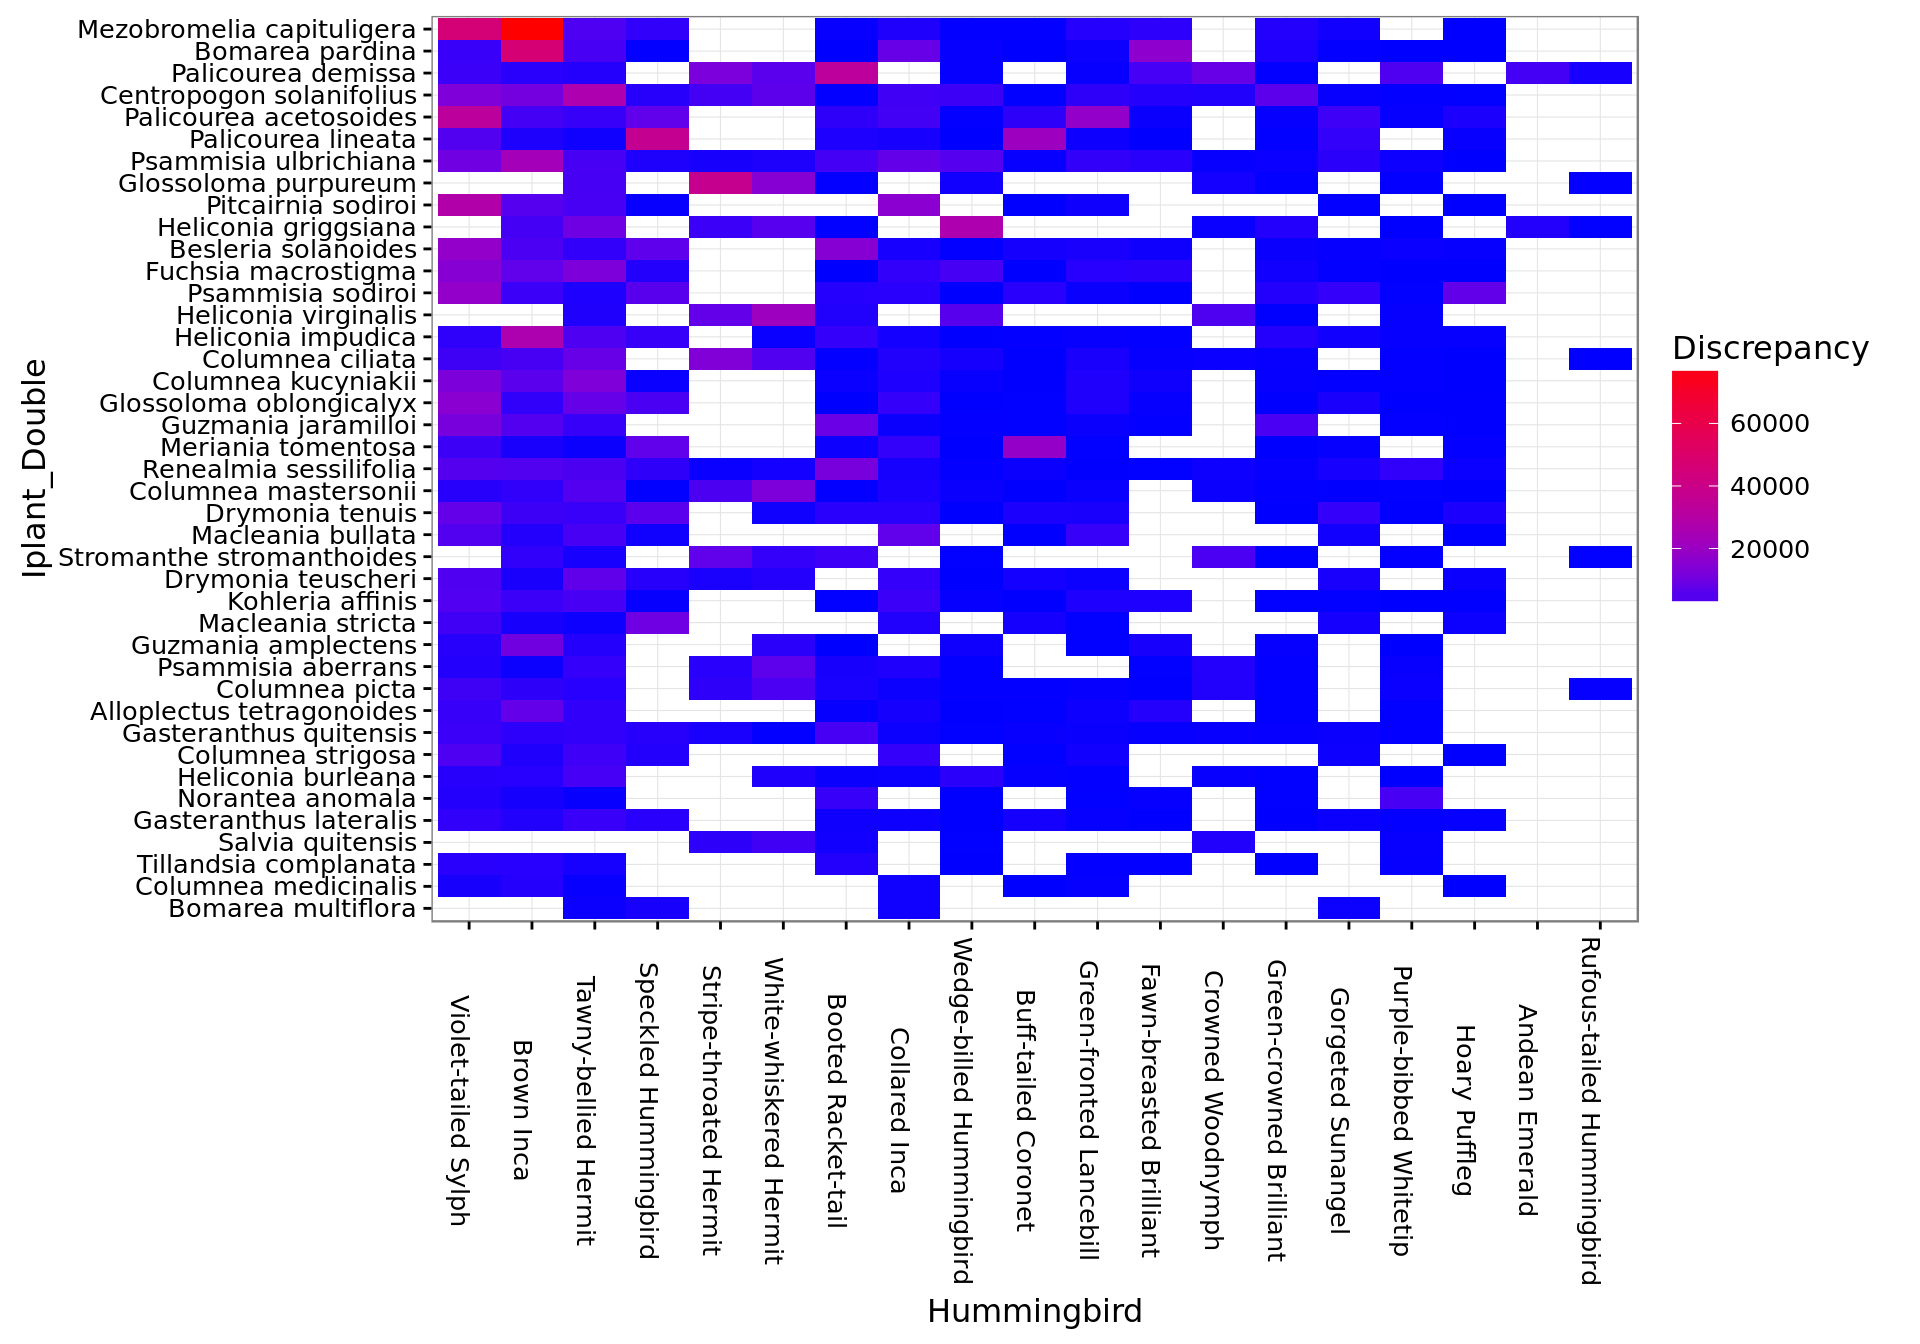 Mezobromelia capituligera
Bomarea pardina
Palicourea demissa
Centropogon solanifolius
Palicourea acetosoides
Palicourea lineata
Psammisia ulbrichiana
Glossoloma purpureum
Pitcairnia sodiroi
Heliconia griggsiana
Besleria solanoides
Fuchsia macrostigma
Psammisia sodiroi
Heliconia virginalis
Heliconia impudica
Columnea ciliata
Columnea kucyniakii
Glossoloma oblongicalyx
Guzmania jaramilloi
Meriania tomentosa
Renealmia sessilifolia
Columnea mastersonii
Drymonia tenuis
Macleania bullata
Stromanthe stromanthoides
Drymonia teuscheri
Kohleria affinis
Macleania stricta
Guzmania amplectens
Psammisia aberrans
Columnea picta
Alloplectus tetragonoides
Gasteranthus quitensis
Columnea strigosa
Heliconia burleana
Norantea anomala
Gasteranthus lateralis
Salvia quitensis
Tillandsia complanata
Columnea medicinalis
Bomarea multiflora
Iplant_Double
Violet-tailed Sylph
Brown Inca
Tawny-bellied Hermit
Speckled Hummingbird
Stripe-throated Hermit
White-whiskered Hermit
Booted Racket-tail
Collared Inca
Wedge-billed Hummingbird
Buff-tailed Coronet
Green-fronted Lancebill
Fawn-breasted Brilliant
Crowned Woodnymph
Green-crowned Brilliant
Gorgeted Sunangel
Purple-bibbed Whitetip
Hoary Puffleg
Andean Emerald
Rufous-tailed Hummingbird
Hummingbird
Discrepancy
60000
40000
20000